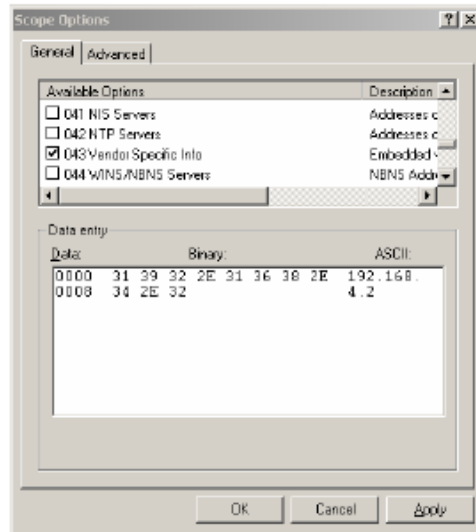 Scope Options
General Advanced
Available Options Description
041 NIS Servers Addresses c
042 NTP Servers Addresses c
043 Vendor Specific Info Embedded
044 WINS/NBNS Servers NBNS Addr
Data entry
Data: Binary: ASCII:
0000 31 39 32 2E 31 36 38 2E 192.168.
0008 34 2E 32 4.2
OK Cancel Apply